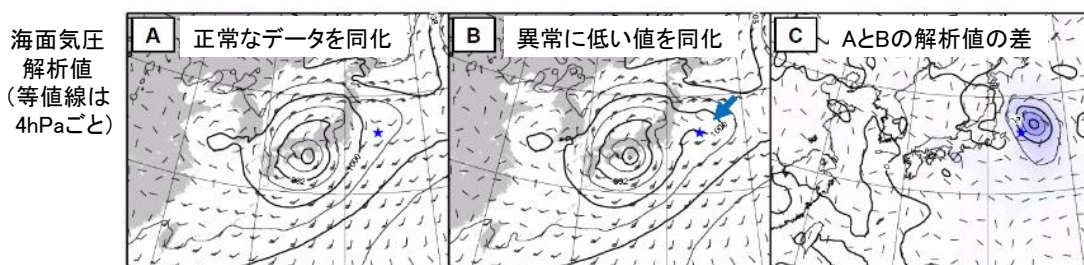 海面気圧
解析値
(等値線は
4hPaごと)
A 正常なデータを同化
B 異常に低い値を同化
C AとBの解析値の差